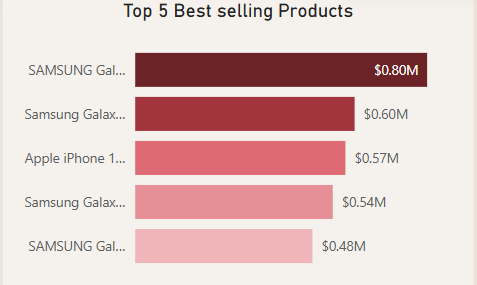 Top 5 Best selling Products
SAMSUNG Gal... $0.80M
Samsung Galax... $0.60M
Apple iPhone 1... $0.57M
Samsung Galax... $0.54M
SAMSUNG Gal... $0.48M